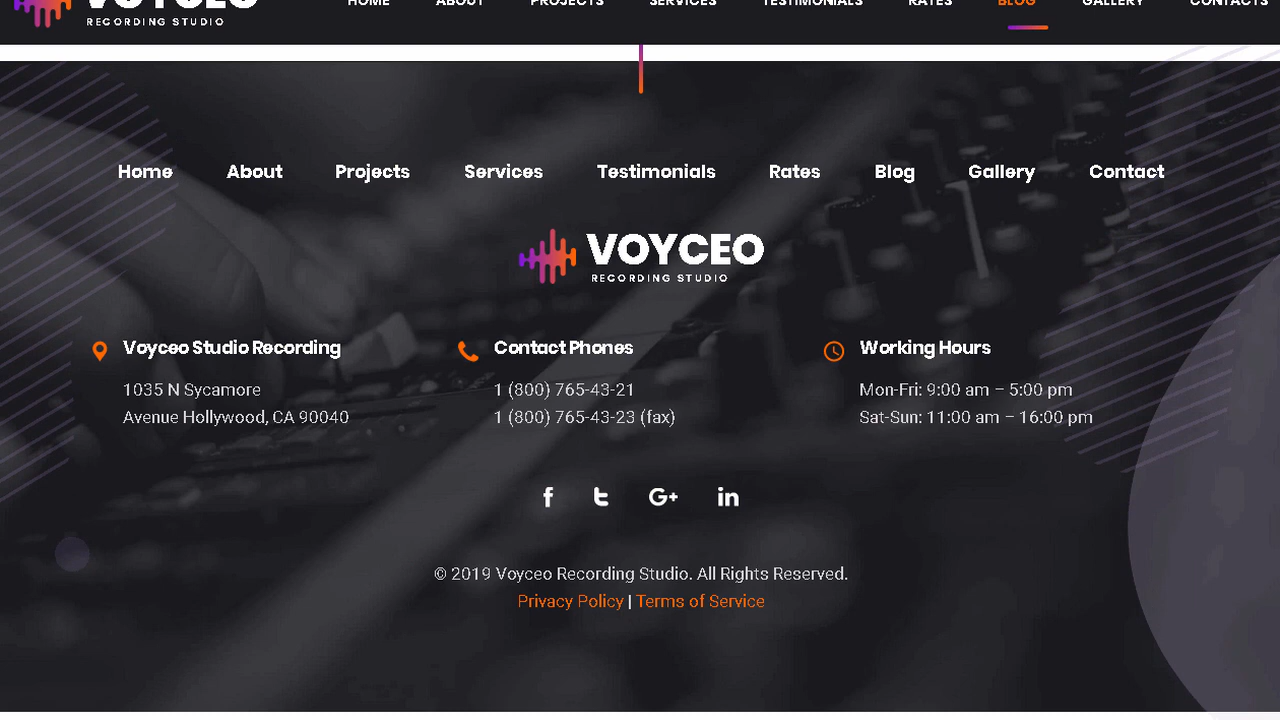 VOYCEO
RECORDING STUDIO
HOME ABOUT PROJECTS SERVICES TESTIMONIALS RATES BLOG GALLERY CONTACTS
Home About Projects Services Testimonials Rates Blog Gallery Contact
VOYCEO
RECORDING STUDIO
Voyceo Studio Recording
1035 N Sycamore
Avenue Hollywood, CA 90040
Contact Phones
1 (800) 765-43-21
1 (800) 765-43-23 (fax)
Working Hours
Mon-Fri: 9:00 am – 5:00 pm
Sat-Sun: 11:00 am – 16:00 pm
© 2019 Voyceo Recording Studio. All Rights Reserved.
Privacy Policy | Terms of Service